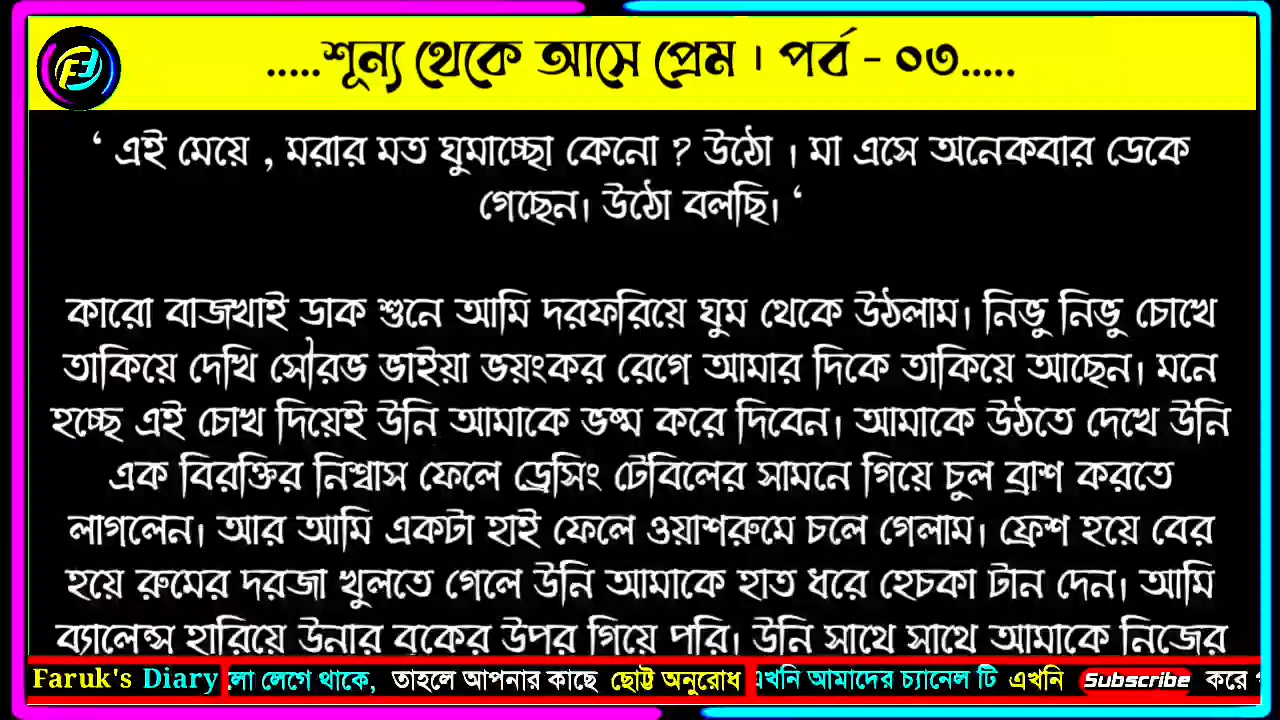 .....শূন্য থেকে আসে প্রেম । পর্ব - ০৩.....
‘ এই মেয়ে , মরার মত ঘুমাচ্ছো কেনো ? উঠো । মা এসে অনেকবার ডেকে
গেছেন। উঠো বলছি। ‘
কারো বাজখাই ডাক শুনে আমি দরফরিয়ে ঘুম থেকে উঠলাম। নিভু নিভু চোখে
তাকিয়ে দেখি সৌরভ ভাইয়া ভয়ংকর রেগে আমার দিকে তাকিয়ে আছেন। মনে
হচ্ছে এই চোখ দিয়েই উনি আমাকে ভষ্ম করে দিবেন। আমাকে উঠতে দেখে উনি
এক বিরক্তির নিশ্বাস ফেলে ড্রেসিং টেবিলের সামনে গিয়ে চুল ব্রাশ করতে
লাগলেন। আর আমি একটা হাই ফেলে ওয়াশরুমে চলে গেলাম। ফ্রেশ হয়ে বের
হয়ে রুমের দরজা খুলতে গেলে উনি আমাকে হাত ধরে হেচকা টান দেন। আমি
ব্যালেন্স হারিয়ে উনার বুকের উপর গিয়ে পরি। উনি সাথে সাথে আমাকে নিজের
Faruk's Diary লো লেগে থাকে, তাহলে আপনার কাছে ছোট্ট অনুরোধ এখনি আমাদের চ্যানেল টি এখনি Subscribe করে